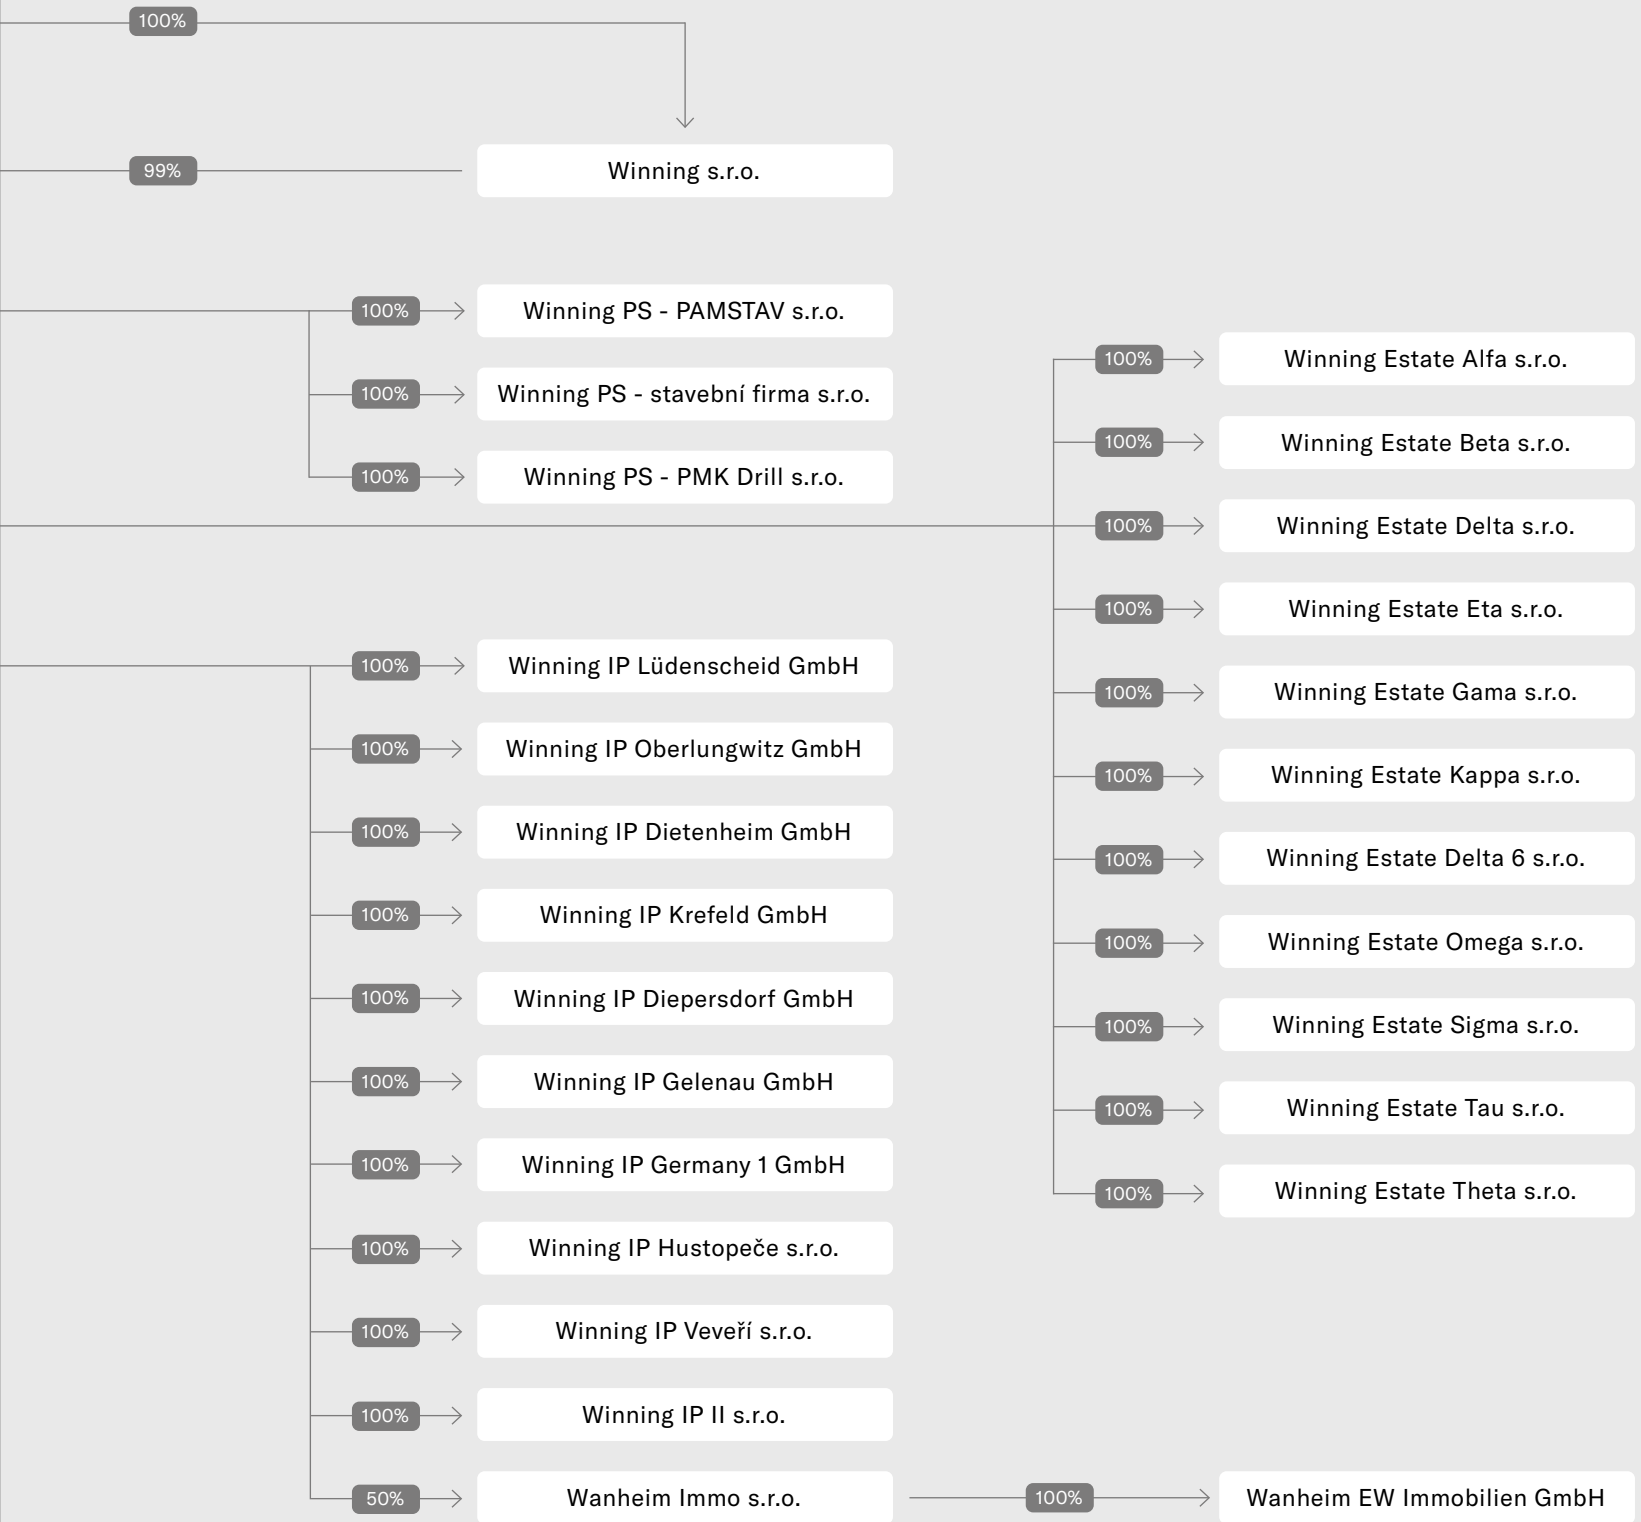 100%
99%
Winning s.r.o.
100%
Winning PS - PAMSTAV s.r.o.
100%
Winning PS - stavební firma s.r.o.
100%
Winning PS - PMK Drill s.r.o.
100%
Winning Estate Alfa s.r.o.
100%
Winning Estate Beta s.r.o.
100%
Winning Estate Delta s.r.o.
100%
Winning Estate Eta s.r.o.
100%
Winning Estate Gama s.r.o.
100%
Winning Estate Kappa s.r.o.
100%
Winning Estate Delta 6 s.r.o.
100%
Winning Estate Omega s.r.o.
100%
Winning Estate Sigma s.r.o.
100%
Winning Estate Tau s.r.o.
100%
Winning Estate Theta s.r.o.
100%
Winning IP Lüdenscheid GmbH
100%
Winning IP Oberlungwitz GmbH
100%
Winning IP Dietenheim GmbH
100%
Winning IP Krefeld GmbH
100%
Winning IP Diepersdorf GmbH
100%
Winning IP Gelenau GmbH
100%
Winning IP Germany 1 GmbH
100%
Winning IP Hustopeče s.r.o.
100%
Winning IP Veveří s.r.o.
100%
Winning IP II s.r.o.
50%
Wanheim Immo s.r.o.
100%
Wanheim EW Immobilien GmbH